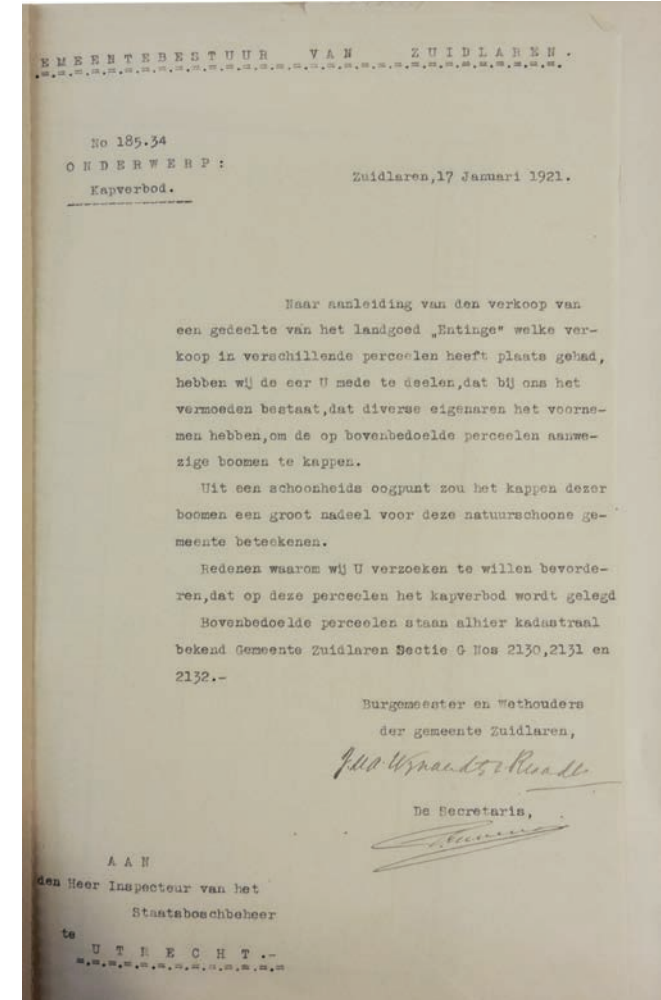 EMEENTEBESTUUR VAN ZUIDLAREN.
No 185.34
ONDERWERP:
Kapverbod.
Zuidlaren,17 Januari 1921.
Naar aanleiding van den verkoop van
een gedeelte van het landgoed „Entinge" welke ver-
koop in verschillende perceelen heeft plaats gehad,
hebben wij de eer U mede te deelen,dat bij ons het
vermoeden bestaat,dat diverse eigenaren het voorne-
men hebben,om de op bovenbedoelde perceelen aanwe-
zige boomen te kappen.
Uit een schoonheids oogpunt zou het kappen dezer
boomen een groot nadeel voor deze natuurschoone ge-
meente beteekenen.
Redenen waarom wij U verzoeken te willen bevorde-
ren,dat op deze perceelen het kapverbod wordt gelegd
Bovenbedoelde perceelen staan alhier kadastraal
bekend Gemeente Zuidlaren Sectie G Nos 2130,2131 en
2132.-
Burgemeester en Wethouders
der gemeente Zuidlaren,
De Secretaris,
AAN
den Heer Inspecteur van het
Staatsboschbeheer
te
UTRECHT.-